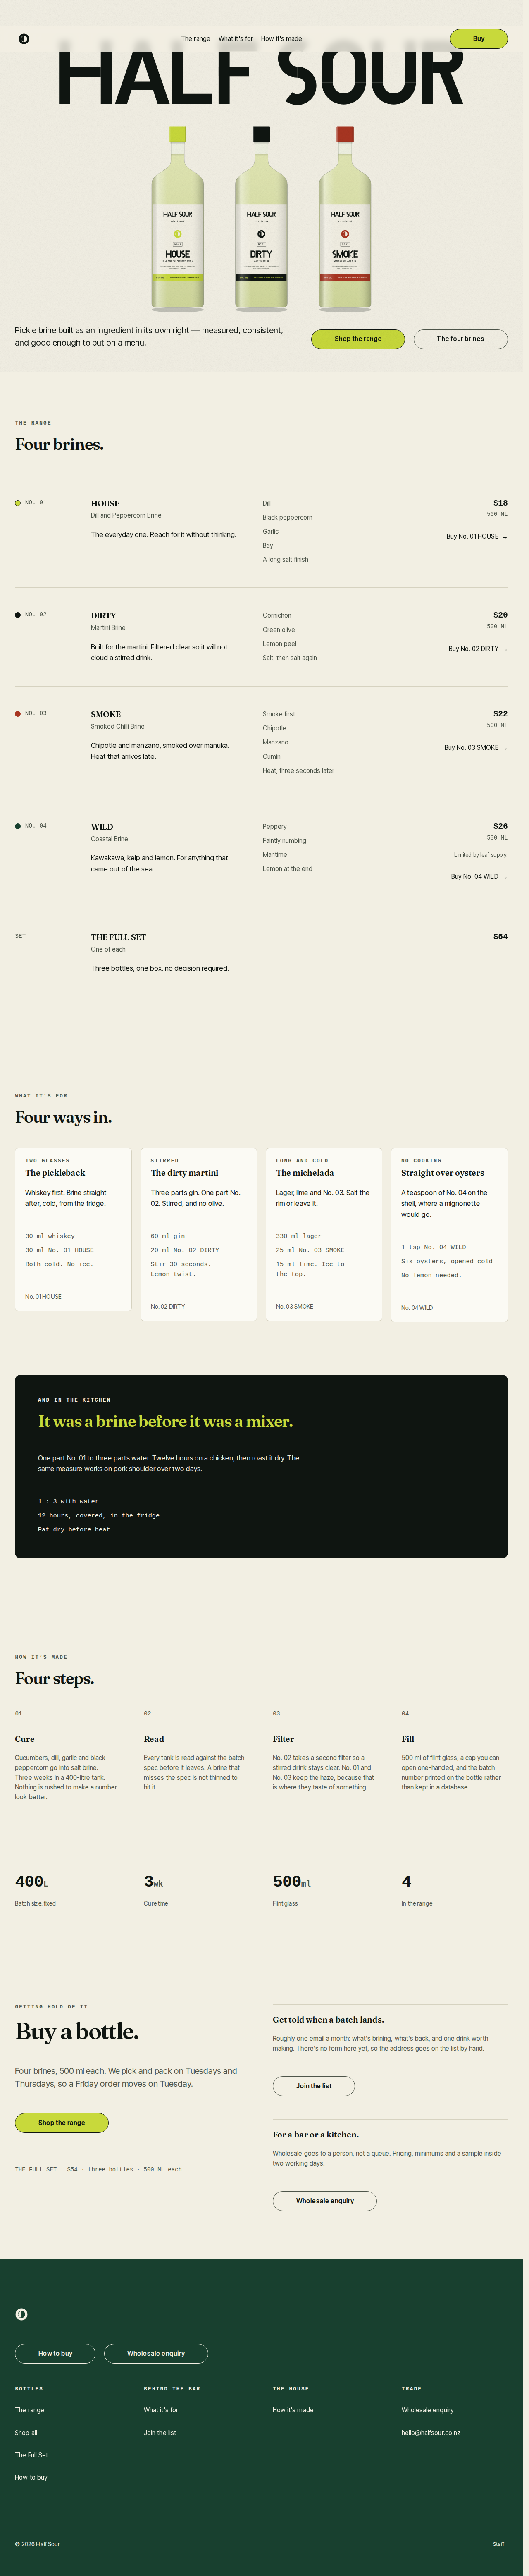 The range
What it's for
How it's made
Buy
HALF SOUR
HALF SOUR
HOUSE
HALF SOUR
DIRTY
HALF SOUR
SMOKE
Pickle brine built as an ingredient in its own right — measured, consistent,
and good enough to put on a menu.
Shop the range
The four brines
THE RANGE
Four brines.
NO. 01
HOUSE
Dill and Peppercorn Brine
The everyday one. Reach for it without thinking.
Dill
Black peppercorn
Garlic
Bay
A long salt finish
$18
500 ML
Buy No. 01 HOUSE →
NO. 02
DIRTY
Martini Brine
Built for the martini. Filtered clear so it will not
cloud a stirred drink.
Cornichon
Green olive
Lemon peel
Salt, then salt again
$20
500 ML
Buy No. 02 DIRTY →
NO. 03
SMOKE
Smoked Chilli Brine
Chipotle and manzano, smoked over manuka.
Heat that arrives late.
Smoke first
Chipotle
Manzano
Cumin
Heat, three seconds later
$22
500 ML
Buy No. 03 SMOKE →
NO. 04
WILD
Coastal Brine
Kawakawa, kelp and lemon. For anything that
came out of the sea.
Peppery
Faintly numbing
Maritime
Lemon at the end
$26
500 ML
Limited by leaf supply.
Buy No. 04 WILD →
SET
THE FULL SET
One of each
Three bottles, one box, no decision required.
$54
WHAT IT'S FOR
Four ways in.
TWO GLASSES
The pickleback
Whiskey first. Brine straight
after, cold, from the fridge.
30 ml whiskey
30 ml No. 01 HOUSE
Both cold. No ice.
No. 01 HOUSE
STIRRED
The dirty martini
Three parts gin. One part No.
02. Stirred, and no olive.
60 ml gin
20 ml No. 02 DIRTY
Stir 30 seconds.
Lemon twist.
No. 02 DIRTY
LONG AND COLD
The michelada
Lager, lime and No. 03. Salt the
rim or leave it.
330 ml lager
25 ml No. 03 SMOKE
15 ml lime. Ice to
the top.
No. 03 SMOKE
NO COOKING
Straight over oysters
A teaspoon of No. 04 on the
shell, where a mignonette
would go.
1 tsp No. 04 WILD
Six oysters, opened cold
No lemon needed.
No. 04 WILD
AND IN THE KITCHEN
It was a brine before it was a mixer.
One part No. 01 to three parts water. Twelve hours on a chicken, then roast it dry. The
same measure works on pork shoulder over two days.
1 : 3 with water
12 hours, covered, in the fridge
Pat dry before heat
HOW IT'S MADE
Four steps.
01
Cure
Cucumbers, dill, garlic and black
peppercorn go into salt brine.
Three weeks in a 400-litre tank.
Nothing is rushed to make a number
look better.
02
Read
Every tank is read against the batch
spec before it leaves. A brine that
misses the spec is not thinned to
hit it.
03
Filter
No. 02 takes a second filter so a
stirred drink stays clear. No. 01 and
No. 03 keep the haze, because that
is where they taste of something.
04
Fill
500 ml of flint glass, a cap you can
open one-handed, and the batch
number printed on the bottle rather
than kept in a database.
400L
Batch size, fixed
3wk
Cure time
500ml
Flint glass
4
In the range
GETTING HOLD OF IT
Buy a bottle.
Four brines, 500 ml each. We pick and pack on Tuesdays and
Thursdays, so a Friday order moves on Tuesday.
Shop the range
THE FULL SET — $54 · three bottles · 500 ML each
Get told when a batch lands.
Roughly one email a month: what's brining, what's back, and one drink worth
making. There's no form here yet, so the address goes on the list by hand.
Join the list
For a bar or a kitchen.
Wholesale goes to a person, not a queue. Pricing, minimums and a sample inside
two working days.
Wholesale enquiry
How to buy
Wholesale enquiry
BOTTLES
The range
Shop all
The Full Set
How to buy
BEHIND THE BAR
What it's for
Join the list
THE HOUSE
How it's made
TRADE
Wholesale enquiry
hello@halfsour.co.nz
© 2026 Half Sour
Staff